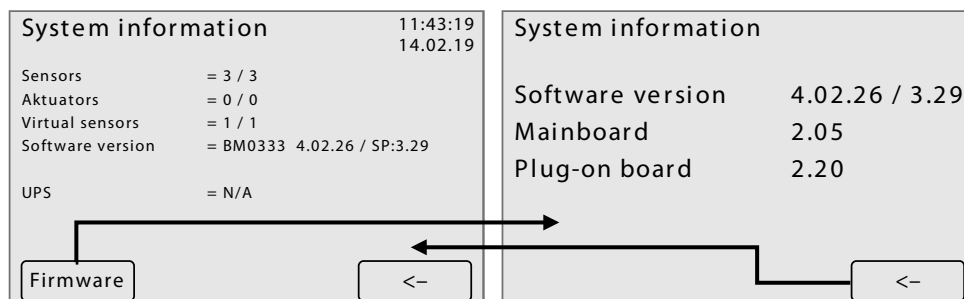 System information 11:43:19
14.02.19
Sensors = 3 / 3
Aktuators = 0 / 0
Virtual sensors = 1 / 1
Software version = BM0333 4.02.26 / SP:3.29
UPS = N/A
Firmware <–
System information
Software version 4.02.26 / 3.29
Mainboard 2.05
Plug-on board 2.20
<–